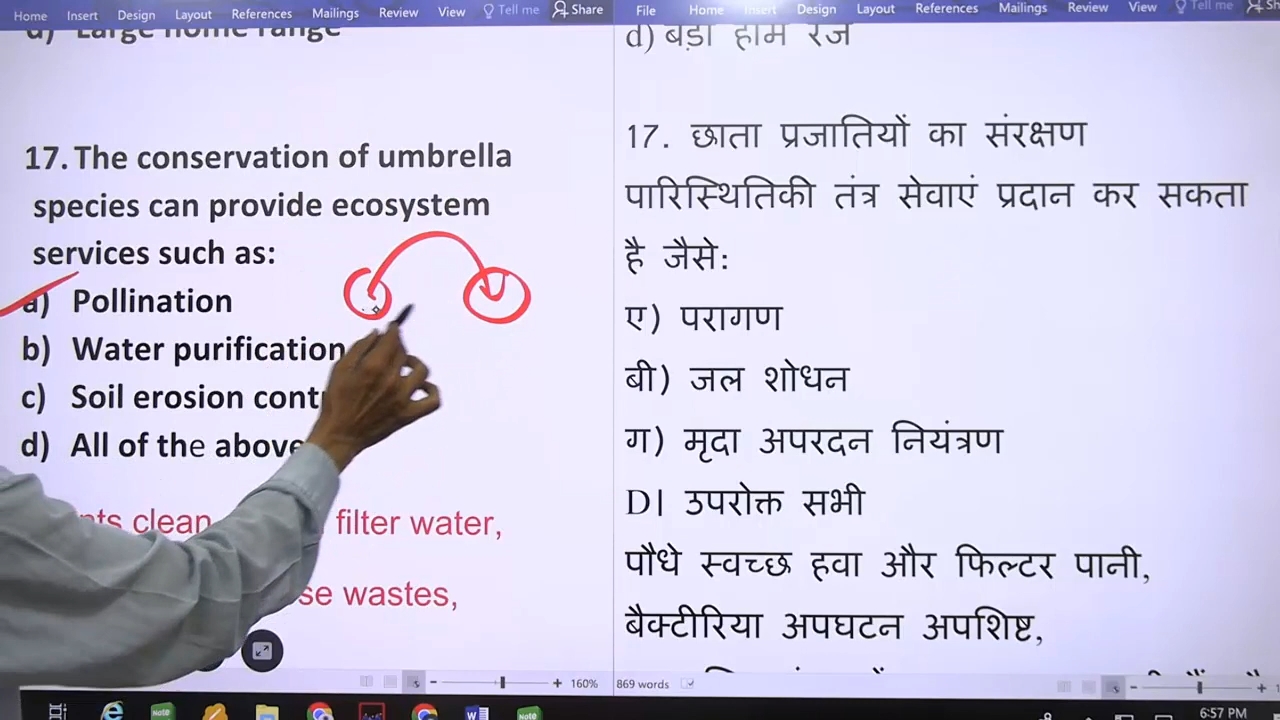 Home Insert Design Layout References Mailings Review View Tell me Share
File Home Insert Design Layout References Mailings Review View Tell me Sh
d) Large home range
17. The conservation of umbrella
species can provide ecosystem
services such as:
a) Pollination
b) Water purification
c) Soil erosion
d) All of the above
clean filter water,
wastes,
160%
d) बड़ी होम रेंज
17. छाता प्रजातियों का संरक्षण
पारिस्थितिकी तंत्र सेवाएं प्रदान कर सकता
है जैसे:
ए) परागण
बी) जल शोधन
ग) मृदा अपरदन नियंत्रण
D। उपरोक्त सभी
पौधे स्वच्छ हवा और फिल्टर पानी,
बैक्टीरिया अपघटन अपशिष्ट,
869 words
6:57 PM